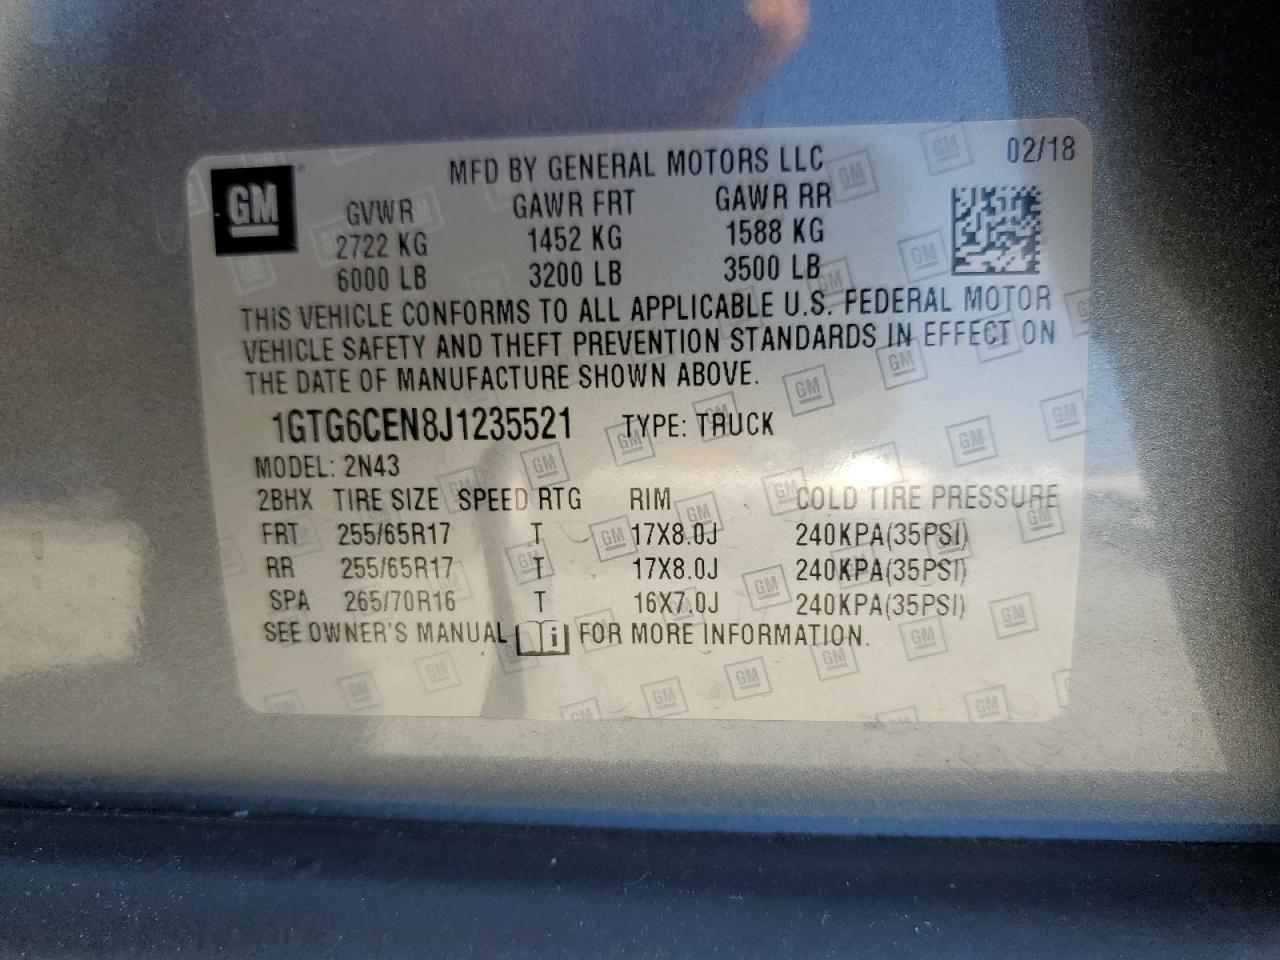 MFD BY GENERAL MOTORS LLC 02/18
GM
GVWR GAWR FRT GAWR RR
2722 KG 1452 KG 1588 KG
6000 LB 3200 LB 3500 LB
THIS VEHICLE CONFORMS TO ALL APPLICABLE U.S. FEDERAL MOTOR
VEHICLE SAFETY AND THEFT PREVENTION STANDARDS IN EFFECT ON
THE DATE OF MANUFACTURE SHOWN ABOVE.
1GTG6CEN8J1235521 TYPE: TRUCK
MODEL: 2N43
2BHX TIRE SIZE SPEED RTG RIM COLD TIRE PRESSURE
FRT 255/65R17 T 17X8.0J 240KPA(35PSI)
RR 255/65R17 T 17X8.0J 240KPA(35PSI)
SPA 265/70R16 T 16X7.0J 240KPA(35PSI)
SEE OWNER'S MANUAL i FOR MORE INFORMATION.